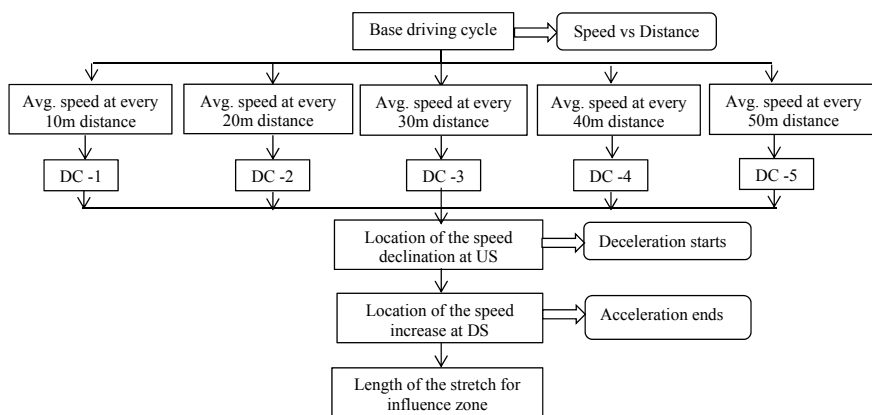 Base driving cycle
Speed vs Distance
Avg. speed at every
10m distance
Avg. speed at every
20m distance
Avg. speed at every
30m distance
Avg. speed at every
40m distance
Avg. speed at every
50m distance
DC -1
DC -2
DC -3
DC -4
DC -5
Location of the speed
declination at US
Deceleration starts
Location of the speed
increase at DS
Acceleration ends
Length of the stretch for
influence zone